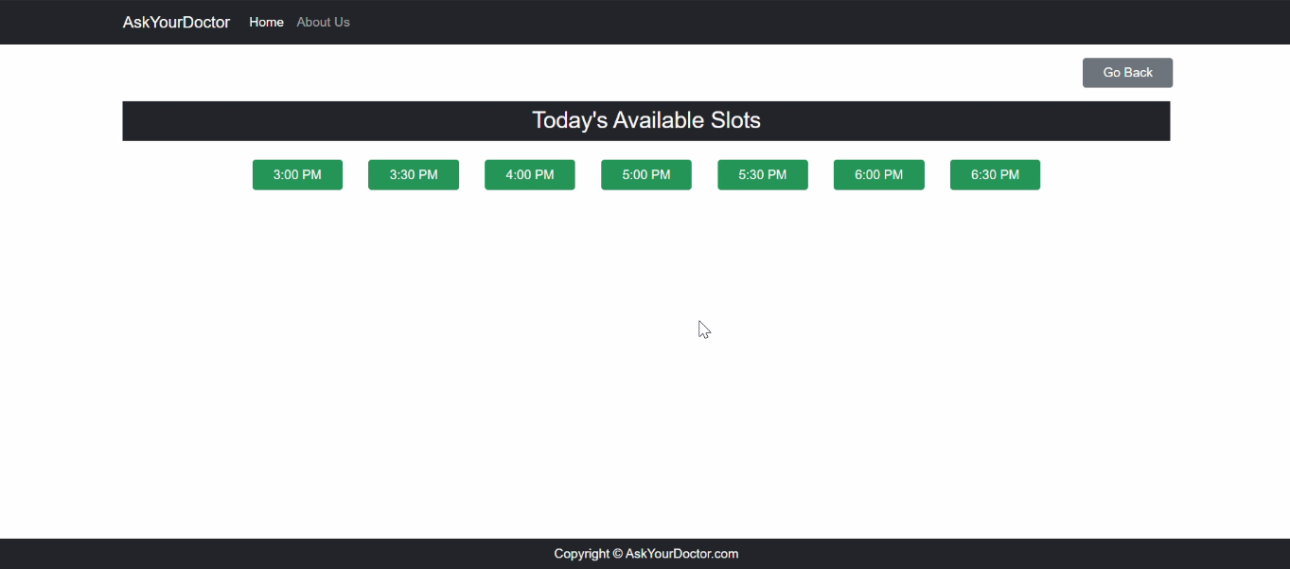 AskYourDoctor Home About Us
Go Back
Today's Available Slots
3:00 PM 3:30 PM 4:00 PM 5:00 PM 5:30 PM 6:00 PM 6:30 PM
Copyright © AskYourDoctor.com